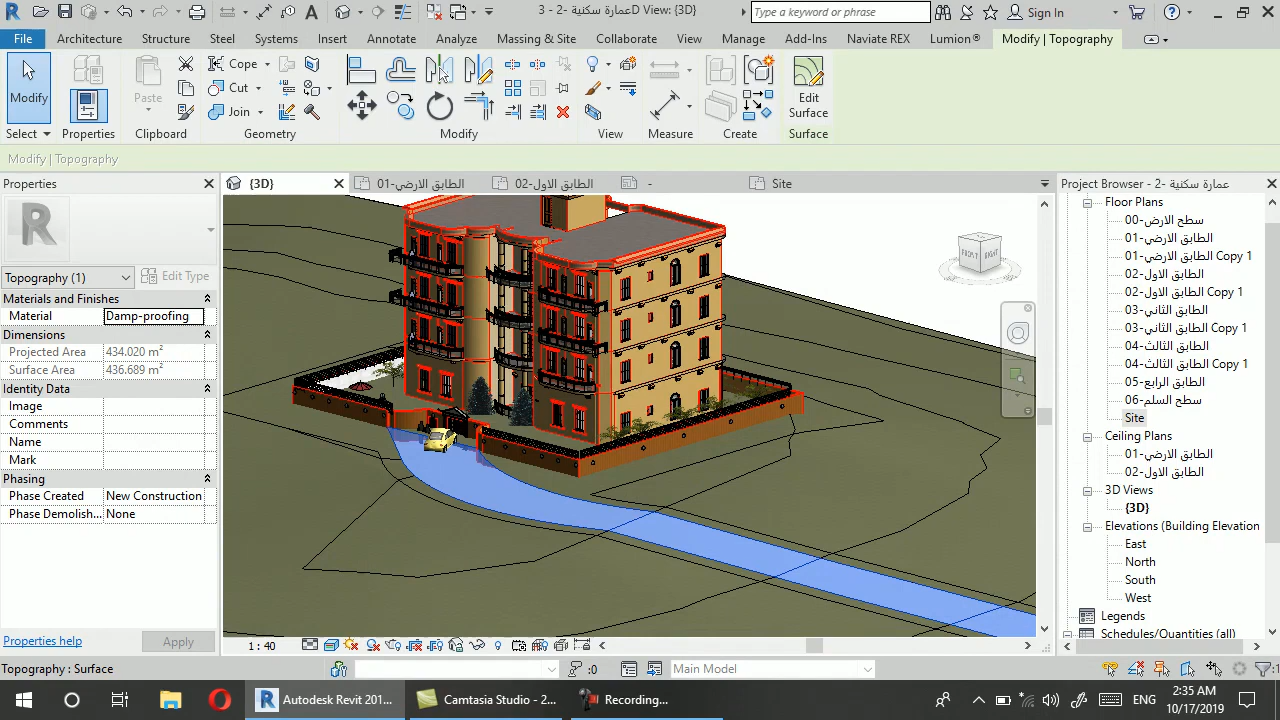 عمارة سكنية -2 - 3D View: {3D}
Type a keyword or phrase
Sign In
File
Architecture
Structure
Steel
Systems
Insert
Annotate
Analyze
Massing & Site
Collaborate
View
Manage
Add-Ins
Naviate REX
Lumion®
Modify | Topography
Modify
Properties
Paste
Cope
Cut
Join
Edit
Surface
Select
Properties
Clipboard
Geometry
Modify
View
Measure
Create
Surface
Modify | Topography
Properties
{3D}
01-الطابق الارضي
02-الطابق الاول
-
Site
Project Browser - عمارة سكنية -2
Topography (1)
Edit Type
Materials and Finishes
Material
Damp-proofing
Dimensions
Projected Area
434.020 m²
Surface Area
436.689 m²
Identity Data
Image
Comments
Name
Mark
Phasing
Phase Created
New Construction
Phase Demolish...
None
Properties help
Apply
FRONT
RIGHT
Floor Plans
00-سطح الارض
01-الطابق الارضي
01-الطابق الارضي Copy 1
02-الطابق الاول
02-الطابق الاول Copy 1
03-الطابق الثاني
03-الطابق الثاني Copy 1
04-الطابق الثالث
04-الطابق الثالث Copy 1
05-الطابق الرابع
06-سطح السلم
Site
Ceiling Plans
01-الطابق الارضي
02-الطابق الاول
3D Views
{3D}
Elevations (Building Elevation
East
North
South
West
Legends
Schedules/Quantities (all)
1 : 40
Topography : Surface
:0
Main Model
:1
Autodesk Revit 201...
Camtasia Studio - 2...
Recording...
ENG
2:35 AM
10/17/2019